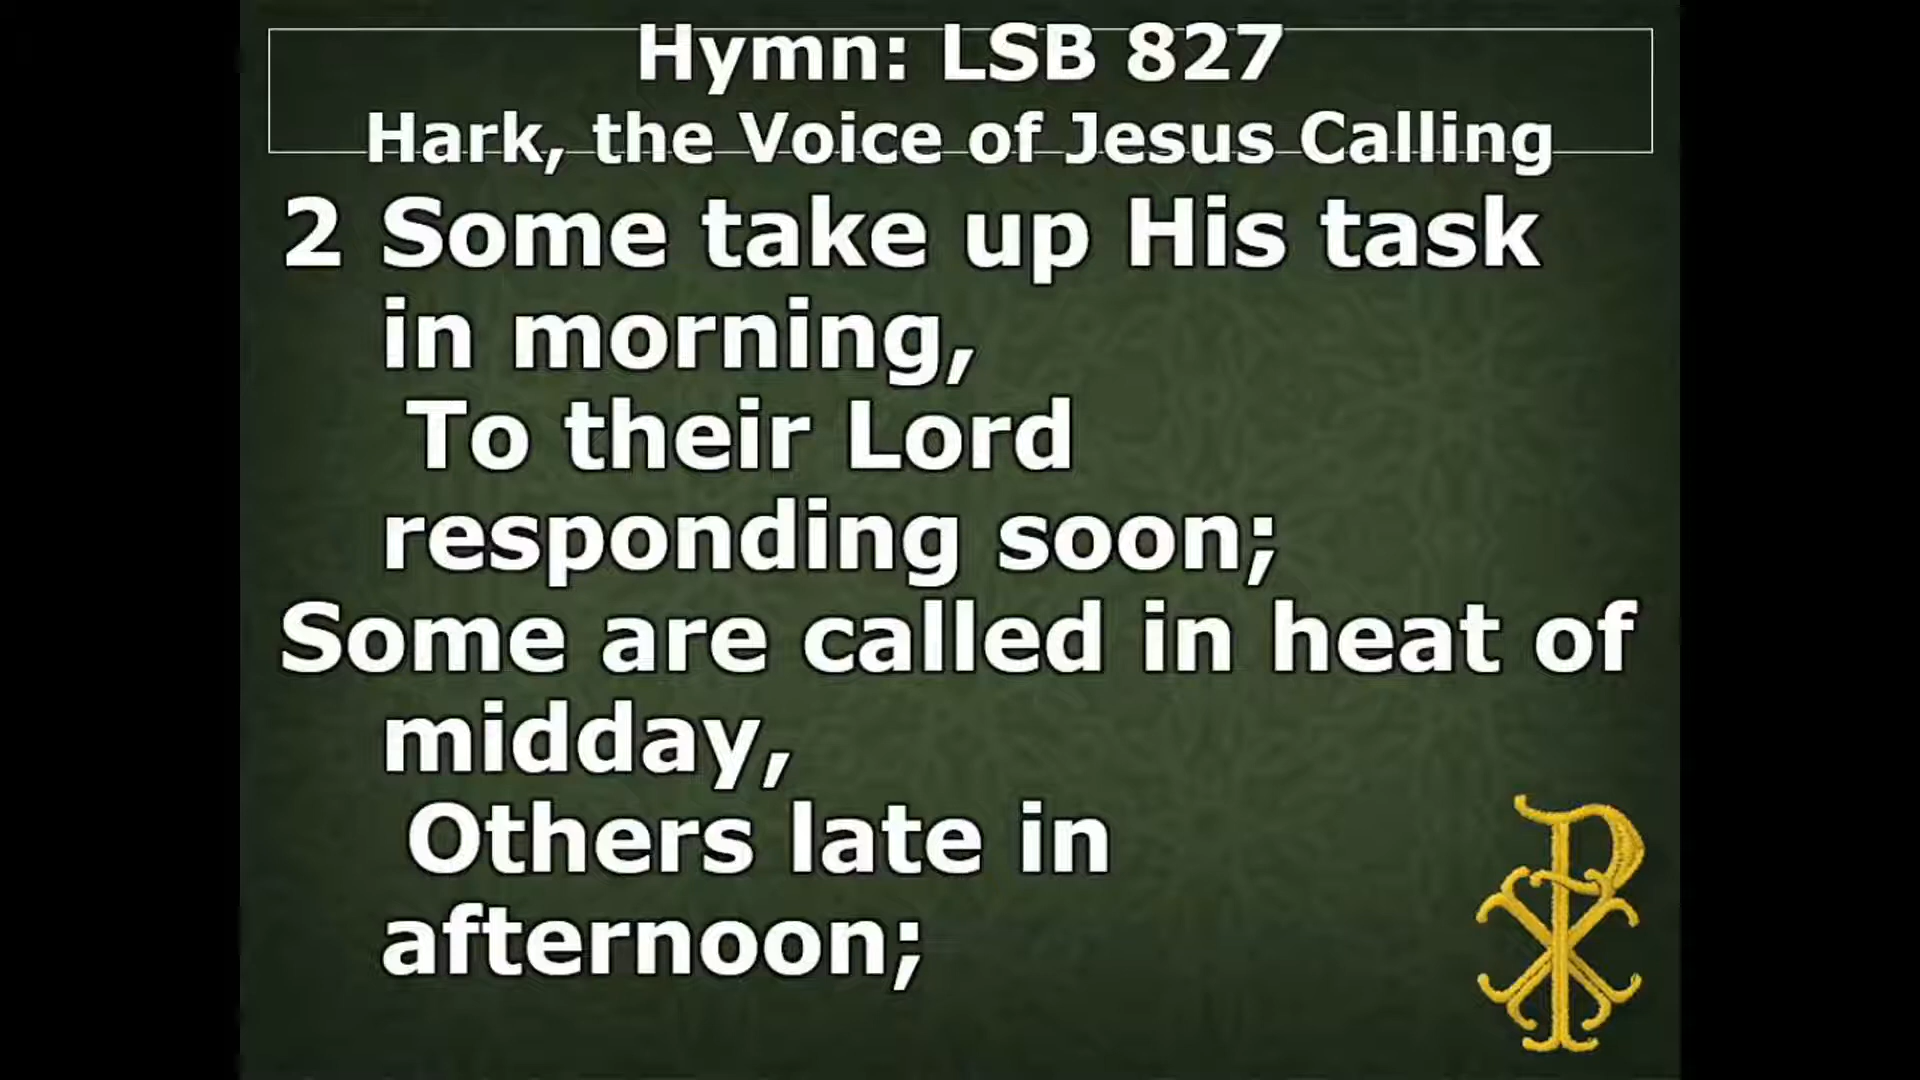 Hymn: LSB 827
Hark, the Voice of Jesus Calling
2 Some take up His task
in morning,
To their Lord
responding soon;
Some are called in heat of
midday,
Others late in
afternoon;